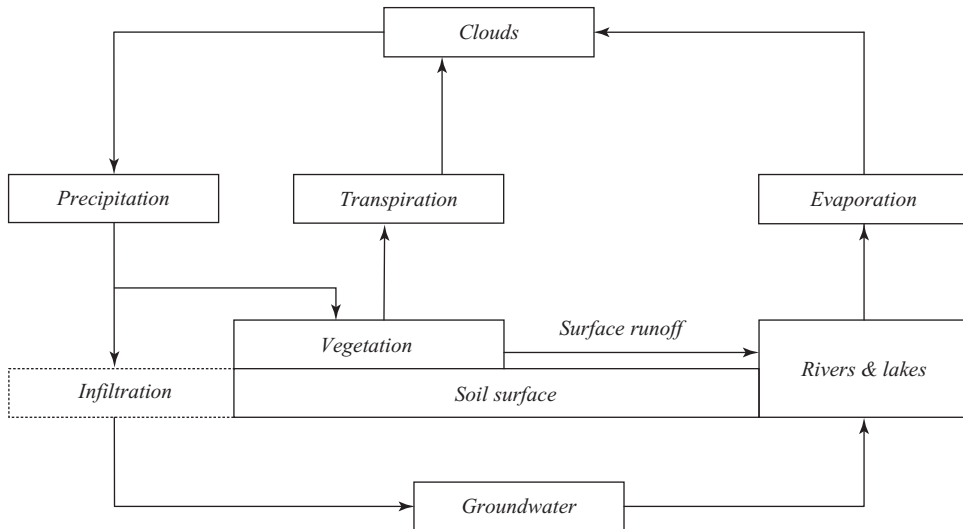 Clouds
Precipitation
Transpiration
Evaporation
Surface runoff
Vegetation
Rivers & lakes
Infiltration
Soil surface
Groundwater